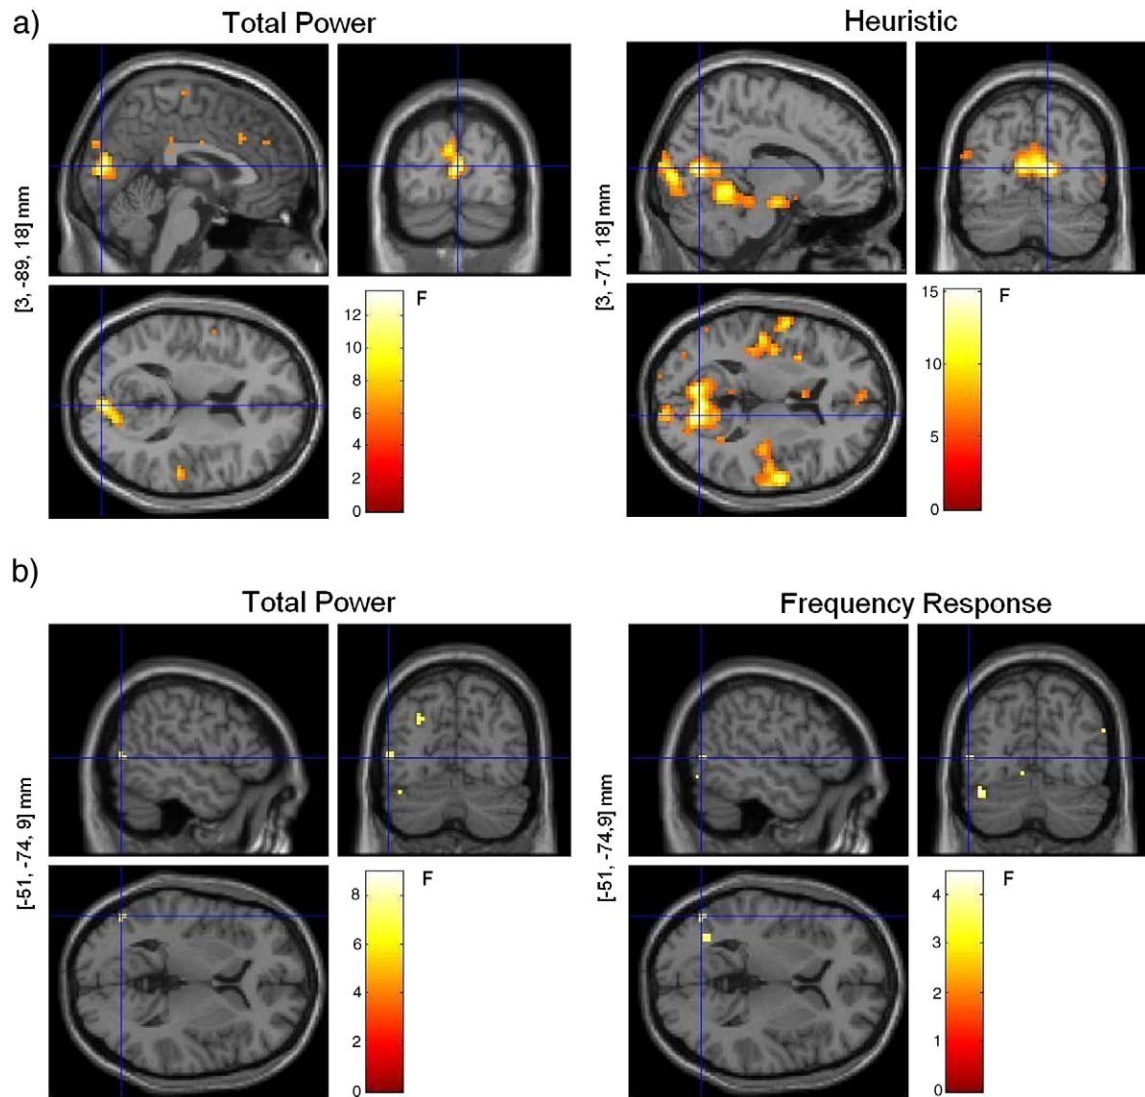 a)
Total Power
[3, -89, 18] mm
F
12
10
8
6
4
2
0
Heuristic
[3, -71, 18] mm
F
15
10
5
0
b)
Total Power
[-51, -74, 9] mm
F
8
6
4
2
0
Frequency Response
[-51, -74,9] mm
F
4
3
2
1
0